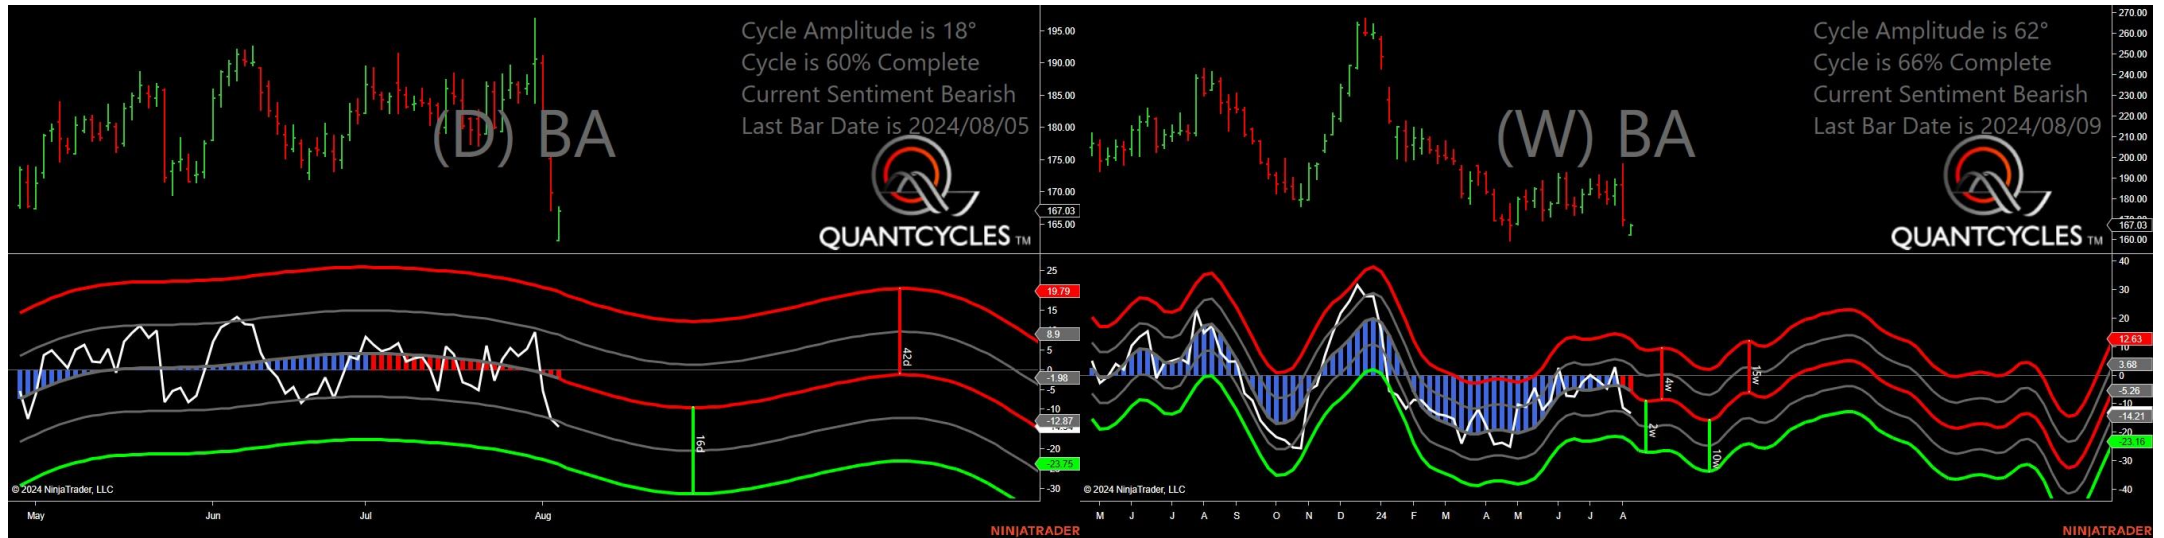 Cycle Amplitude is 18°
Cycle is 60% Complete
Current Sentiment Bearish
Last Bar Date is 2024/08/05
(D) BA
QUANTCYCLES TM
195.00
190.00
185.00
180.00
175.00
170.00
167.03
165.00
25
19.79
15
8.9
5
0
-1.98
-5
-10
-12.87
-20
-23.75
-30
42d
16d
© 2024 NinjaTrader, LLC
May Jun Jul Aug
NINJATRADER
Cycle Amplitude is 62°
Cycle is 66% Complete
Current Sentiment Bearish
Last Bar Date is 2024/08/09
(W) BA
QUANTCYCLES TM
270.00
260.00
250.00
240.00
230.00
220.00
210.00
200.00
190.00
180.00
167.03
160.00
40
30
20
12.63
10
3.68
0
-5.26
-10
-14.21
-20
-23.16
-30
-40
4w
15w
2w
10w
© 2024 NinjaTrader, LLC
M J J A S O N D 24 F M A M J J A
NINJATRADER